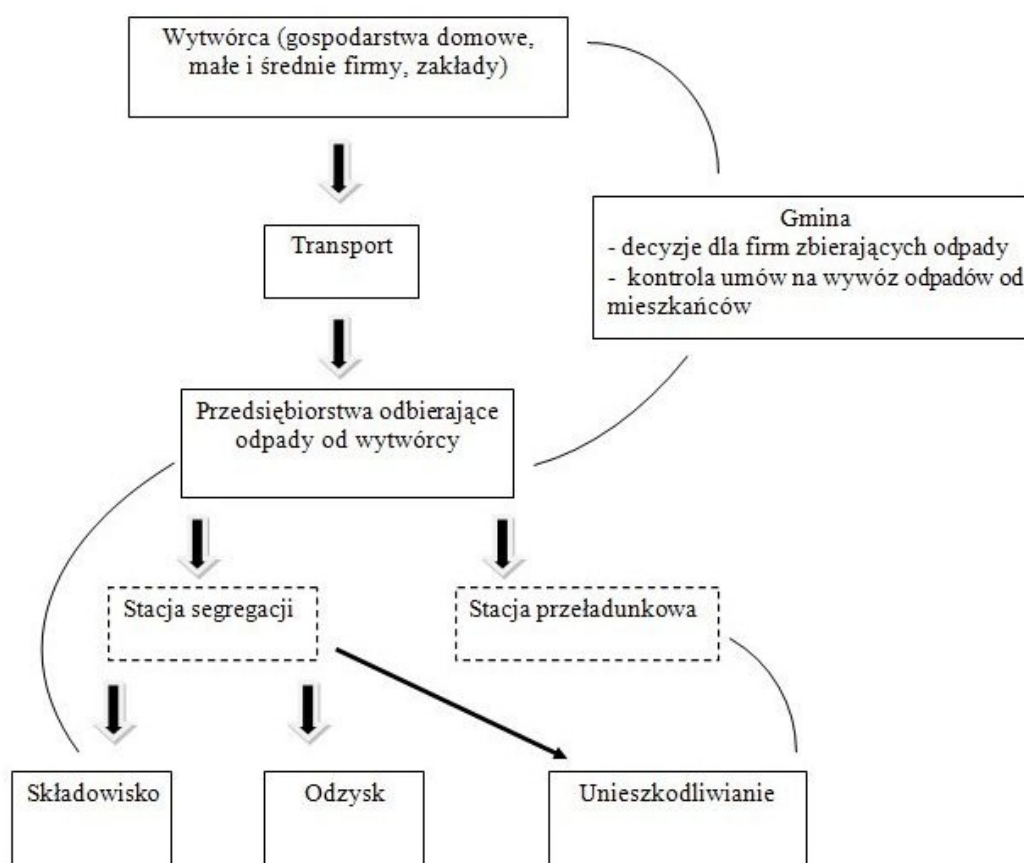 Wytwórca (gospodarstwa domowe,
małe i średnie firmy, zakłady)
Transport
Gmina
- decyzje dla firm zbierających odpady
- kontrola umów na wywóz odpadów od
mieszkańców
Przedsiębiorstwa odbierające
odpady od wytwórcy
Stacja segregacji
Stacja przeładunkowa
Składowisko
Odzysk
Unieszkodliwianie